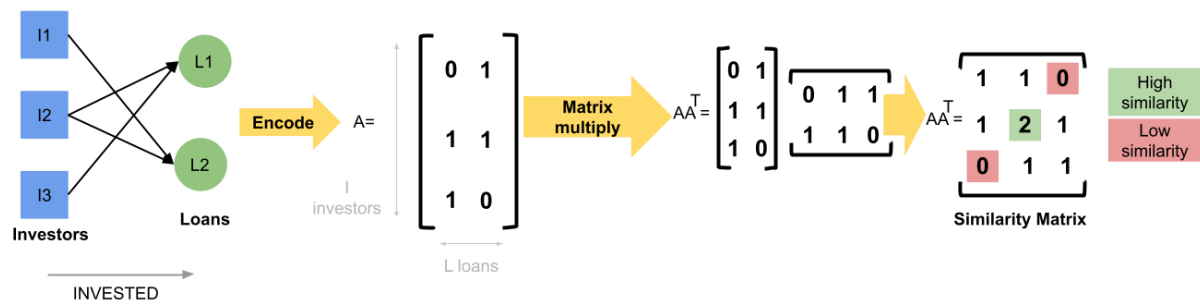 I1
I2
I3
Investors
L1
L2
Loans
INVESTED
Encode
A=
0 1
1 1
1 0
I
investors
L loans
Matrix
multiply
AAᵀ=
0 1
1 1
1 0
0 1 1
1 1 0
AAᵀ=
1 1 0
1 2 1
0 1 1
Similarity Matrix
High
similarity
Low
similarity